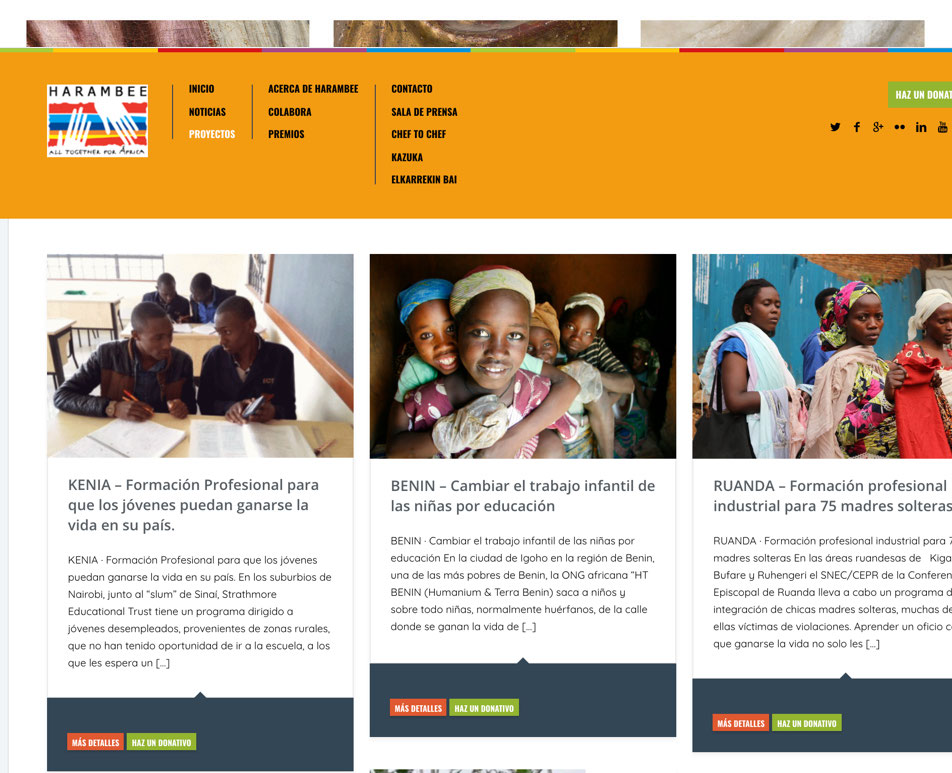 HARAMBEE
ALL TOGETHER FOR AFRICA
INICIO
NOTICIAS
PROYECTOS
ACERCA DE HARAMBEE
COLABORA
PREMIOS
CONTACTO
SALA DE PRENSA
CHEF TO CHEF
KAZUKA
ELKARREKIN BAI
HAZ UN DONAT
KENIA – Formación Profesional para
que los jóvenes puedan ganarse la
vida en su país.
KENIA · Formación Profesional para que los jóvenes
puedan ganarse la vida en su país. En los suburbios de
Nairobi, junto al “slum” de Sinaí, Strathmore
Educational Trust tiene un programa dirigido a
jóvenes desempleados, provenientes de zonas rurales,
que no han tenido oportunidad de ir a la escuela, a los
que les espera un [...]
MÁS DETALLES
HAZ UN DONATIVO
BENIN – Cambiar el trabajo infantil de
las niñas por educación
BENIN · Cambiar el trabajo infantil de las niñas por
educación En la ciudad de Igoho en la región de Benin,
una de las más pobres de Benin, la ONG africana “HT
BENIN (Humanium & Terra Benin) saca a niños y
sobre todo niñas, normalmente huérfanos, de la calle
donde se ganan la vida de [...]
MÁS DETALLES
HAZ UN DONATIVO
RUANDA – Formación profesional
industrial para 75 madres solteras
RUANDA · Formación profesional industrial para 7
madres solteras En las áreas ruandesas de Kiga
Bufare y Ruhengeri el SNEC/CEPR de la Conferen
Episcopal de Ruanda lleva a cabo un programa d
integración de chicas madres solteras, muchas de
ellas víctimas de violaciones. Aprender un oficio c
que ganarse la vida no solo les [...]
MÁS DETALLES
HAZ UN DONATIVO